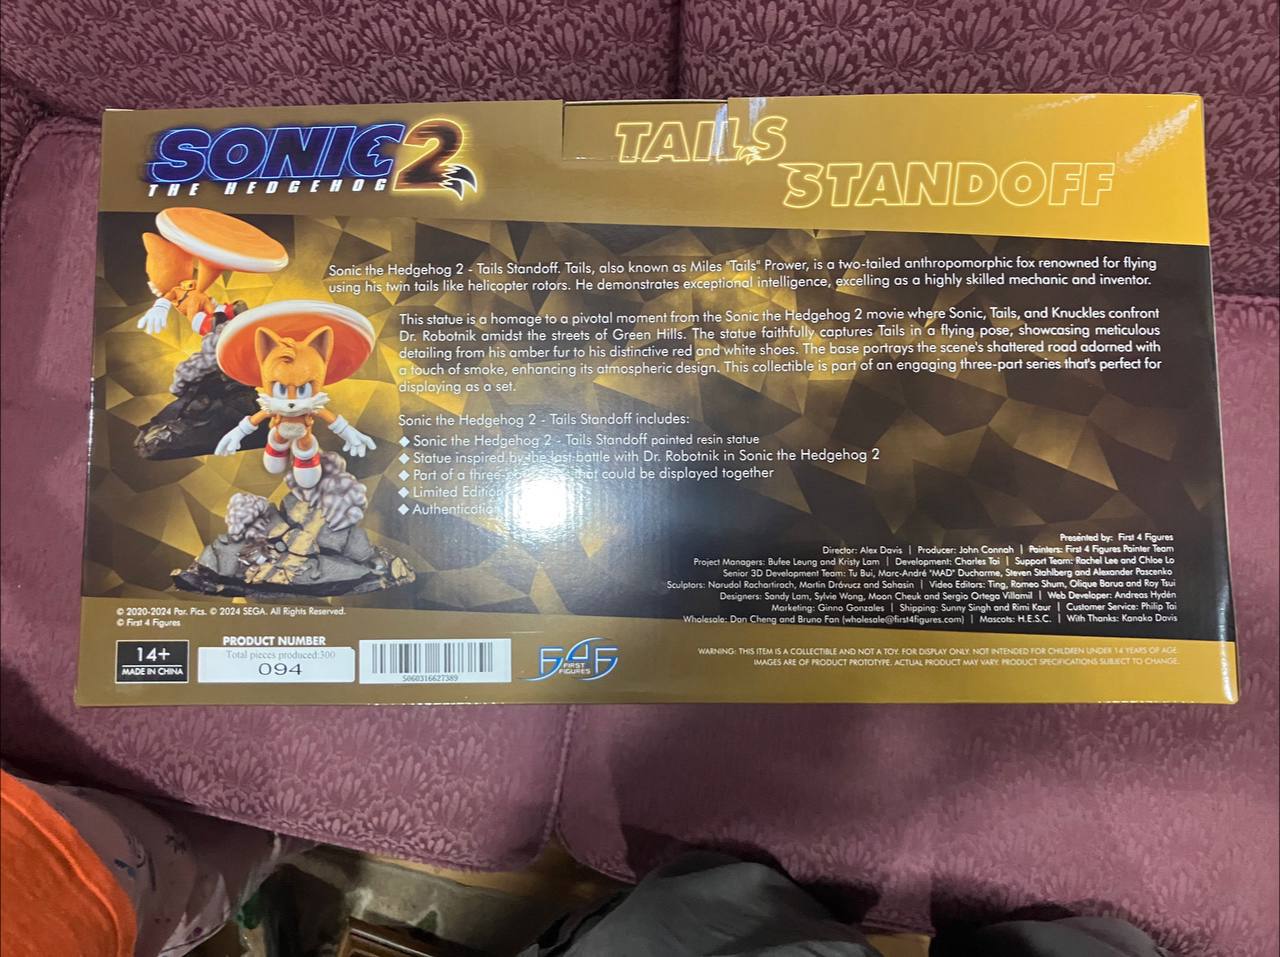 SONIC 2
THE HEDGEHOG
TAILS
STANDOFF
Sonic the Hedgehog 2 - Tails Standoff. Tails, also known as Miles "Tails" Prower, is a two-tailed anthropomorphic fox renowned for flying
using his twin tails like helicopter rotors. He demonstrates exceptional intelligence, excelling as a highly skilled mechanic and inventor.
This statue is a homage to a pivotal moment from the Sonic the Hedgehog 2 movie where Sonic, Tails, and Knuckles confront
Dr. Robotnik amidst the streets of Green Hills. The statue faithfully captures Tails in a flying pose, showcasing meticulous
detailing from his amber fur to his distinctive red and white shoes. The base portrays the scene's shattered road adorned with
a touch of smoke, enhancing its atmospheric design. This collectible is part of an engaging three-part series that's perfect for
displaying as a set.
Sonic the Hedgehog 2 - Tails Standoff includes:
◆ Sonic the Hedgehog 2 - Tails Standoff painted resin statue
◆ Statue inspired by the last battle with Dr. Robotnik in Sonic the Hedgehog 2
◆ Part of a three- that could be displayed together
◆ Limited Edition
◆ Authentication
Presented by: First 4 Figures
Director: Alex Davis | Producer: John Connah | Painters: First 4 Figures Painter Team
Project Managers: Bufee Leung and Kristy Lam | Development: Charles Tai | Support Team: Rachel Lee and Chloe Lo
Senior 3D Development Team: Tu Bui, Marc-André "MAD" Ducharme, Steven Stahlberg and Alexander Pascenko
Sculptors: Narudol Rachartirach, Martin Drávucz and Sahasin | Video Editors: Ting, Romeo Shum, Olique Barua and Roy Tsui
Designers: Sandy Lam, Sylvie Wong, Moon Cheuk and Sergio Ortega Villamil | Web Developer: Andreas Hydén
Marketing: Ginno Gonzales | Shipping: Sunny Singh and Rimi Kaur | Customer Service: Philip Tai
Wholesale: Dan Cheng and Bruno Fan (wholesale@first4figures.com) | Mascots: H.E.S.C. | With Thanks: Kanako Davis
© 2020-2024 Par. Pics. © 2024 SEGA. All Rights Reserved.
© First 4 Figures
14+
MADE IN CHINA
PRODUCT NUMBER
Total pieces produced:300
094
5060316627389
F4F
FIRST
FIGURES
WARNING: THIS ITEM IS A COLLECTIBLE AND NOT A TOY. FOR DISPLAY ONLY. NOT INTENDED FOR CHILDREN UNDER 14 YEARS OF AGE.
IMAGES ARE OF PRODUCT PROTOTYPE. ACTUAL PRODUCT MAY VARY. PRODUCT SPECIFICATIONS SUBJECT TO CHANGE.